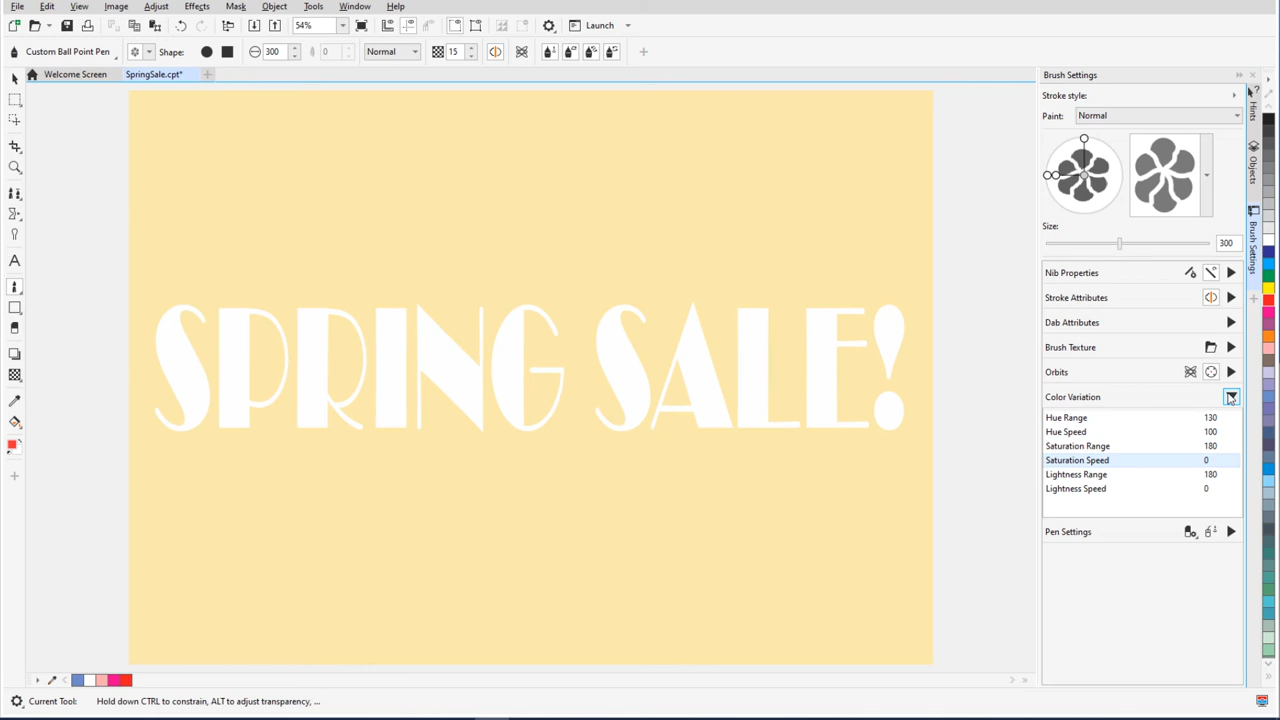 File Edit View Image Adjust Effects Mask Object Tools Window Help
54% Launch
Custom Ball Point Pen Shape: 300 0 Normal 15
Welcome Screen SpringSale.cpt*
SPRING SALE!
Current Tool: Hold down CTRL to constrain, ALT to adjust transparency, ...
Brush Settings
Stroke style:
Paint: Normal
Size:
300
Nib Properties
Stroke Attributes
Dab Attributes
Brush Texture
Orbits
Color Variation
Hue Range 130
Hue Speed 100
Saturation Range 180
Saturation Speed 0
Lightness Range 180
Lightness Speed 0
Pen Settings
Hints
Objects
Brush Settings